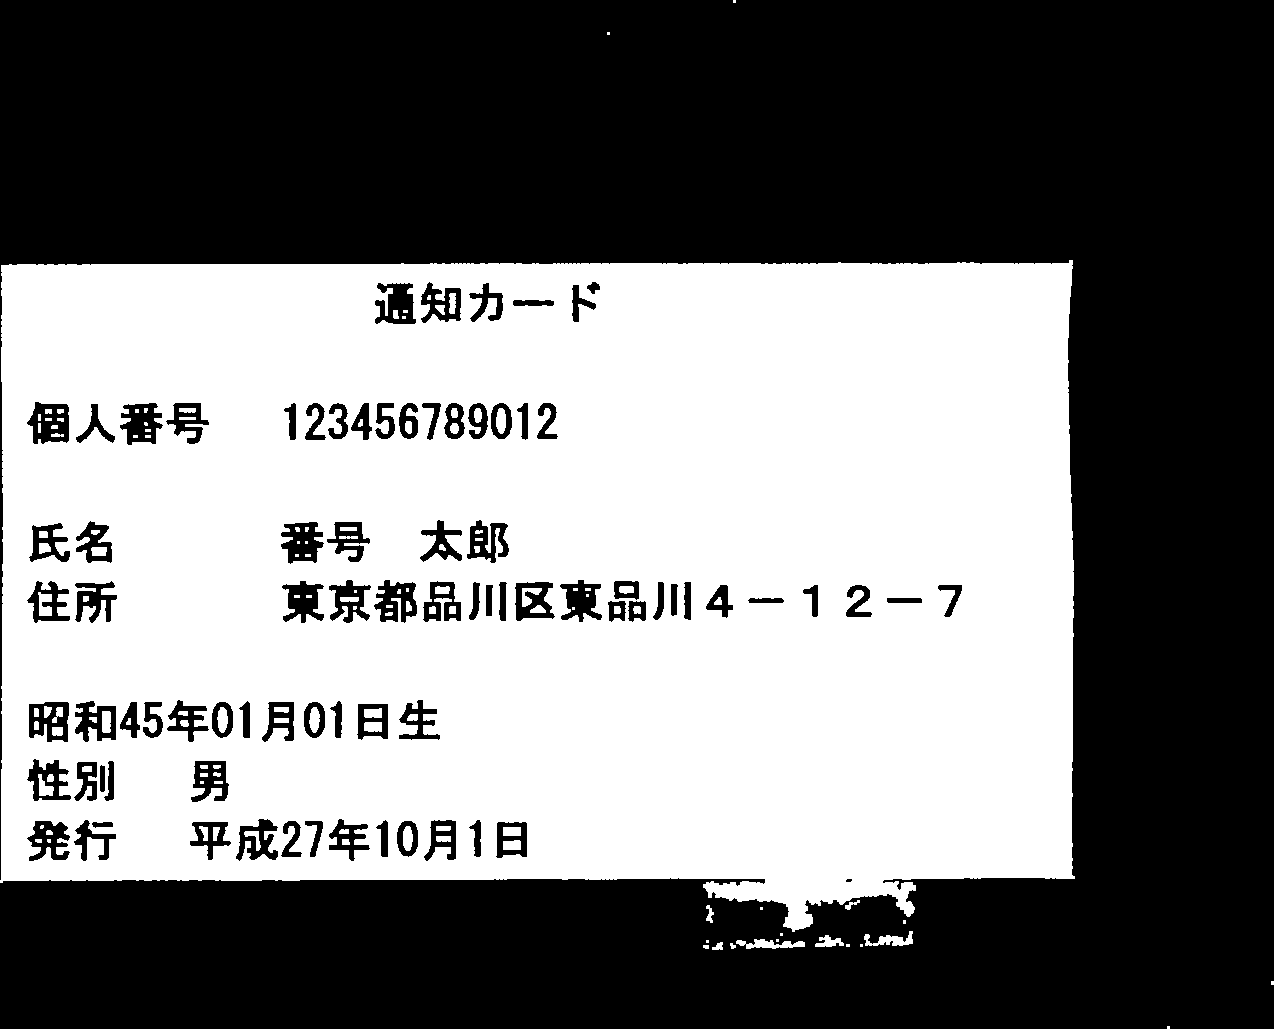 通知カード
個人番号 123456789012
氏名 番号 太郎
住所 東京都品川区東品川4－12－7
昭和45年01月01日生
性別 男
発行 平成27年10月1日